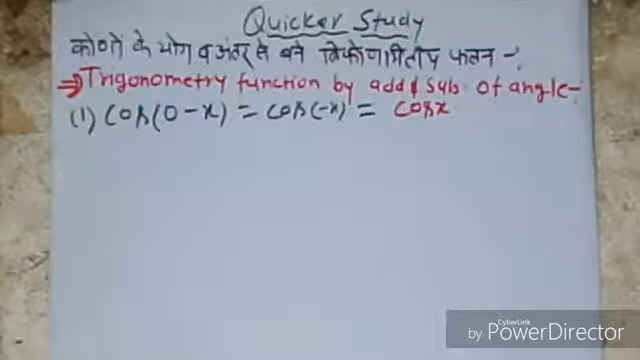 Quicker Study
कोणों के योग व अंतर से बने त्रिकोणमितीय फलन -:
⇒ Trigonometry function by add & sub. of angle -:
(1) Cos(0-x) = cos(-x) = cosx
CyberLink
by PowerDirector